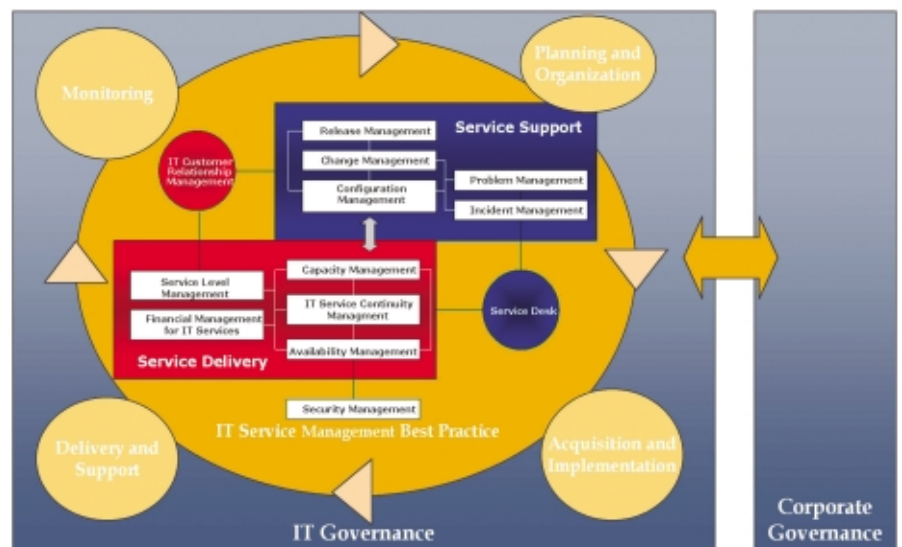 Monitoring
Planning and
Organization
Service Support
Release Management
Change Management
Configuration
Management
Problem Management
Incident Management
IT Customer
Relationship
Management
Service Level
Management
Financial Management
for IT Services
Capacity Management
IT Service Continuity
Managment
Availability Management
Service Delivery
Service Desk
Security Management
IT Service Management Best Practice
Delivery and
Support
Acquisition and
Implementation
IT Governance
Corporate
Governance